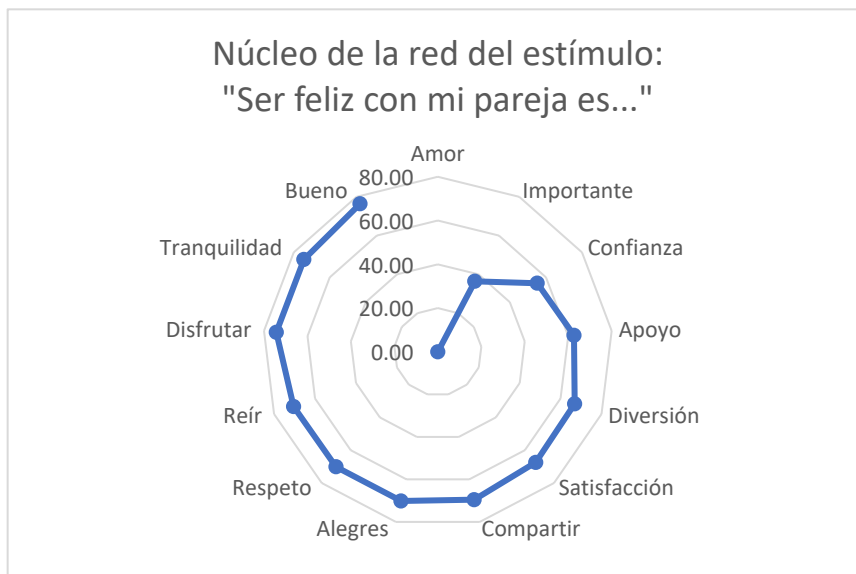 Núcleo de la red del estímulo:
"Ser feliz con mi pareja es..."
Amor
Importante
Confianza
Apoyo
Diversión
Satisfacción
Compartir
Alegres
Respeto
Reír
Disfrutar
Tranquilidad
Bueno
80.00
60.00
40.00
20.00
0.00